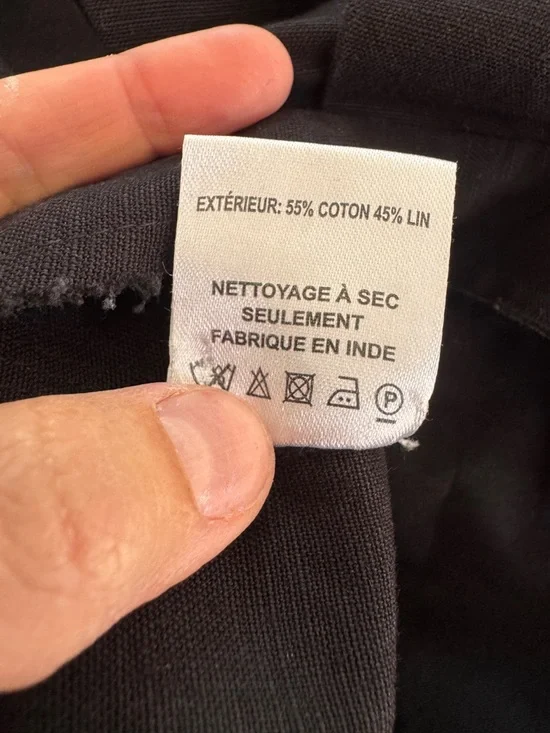 EXTÉRIEUR: 55% COTON 45% LIN
NETTOYAGE À SEC
SEULEMENT
FABRIQUE EN INDE
P